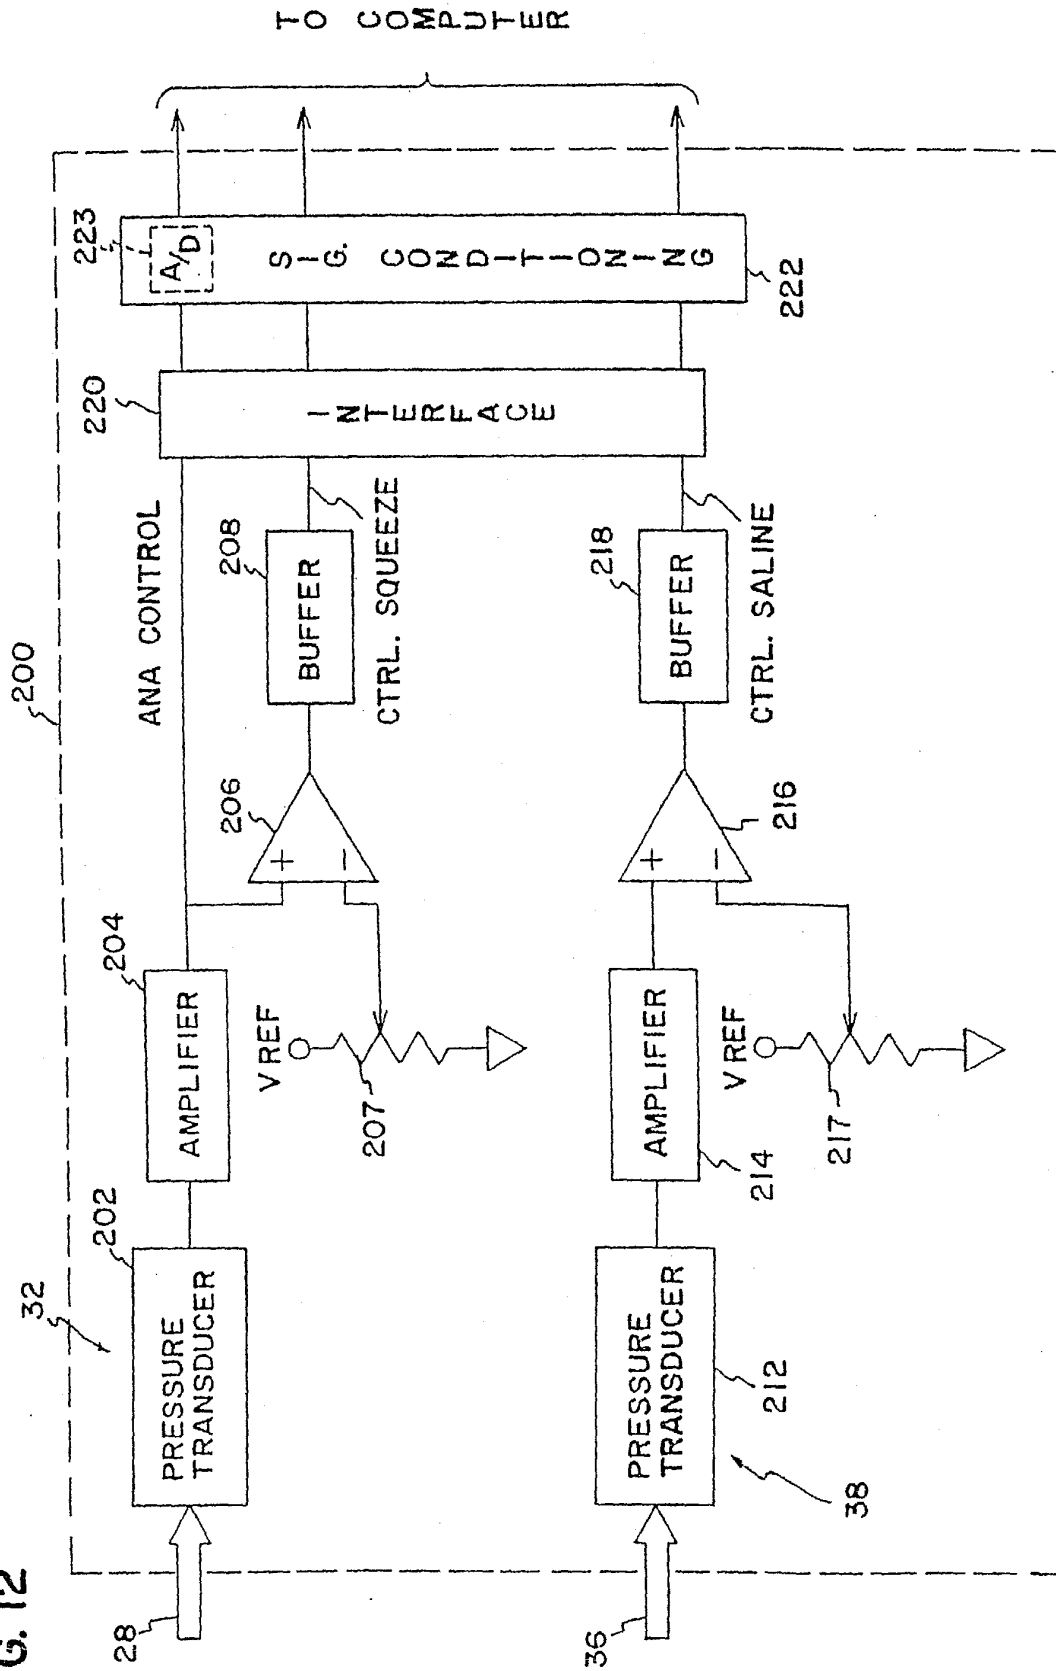 G. 12
200
32
28
PRESSURE
TRANSDUCER
202
AMPLIFIER
204
VREF
207
+
−
206
ANA CONTROL
BUFFER
208
CTRL. SQUEEZE
36
PRESSURE
TRANSDUCER
212
38
AMPLIFIER
214
VREF
217
+
−
216
BUFFER
218
CTRL. SALINE
220
INTERFACE
223
A/D
SIG. CONDITIONING
222
TO COMPUTER